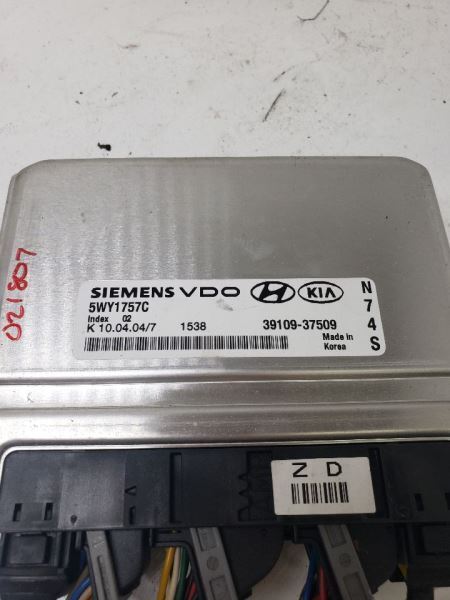 021807
SIEMENS VDO KIA
5WY1757C
Index 02
K 10.04.04/7 1538 39109-37509
Made in
Korea
N
7
4
S
Z D